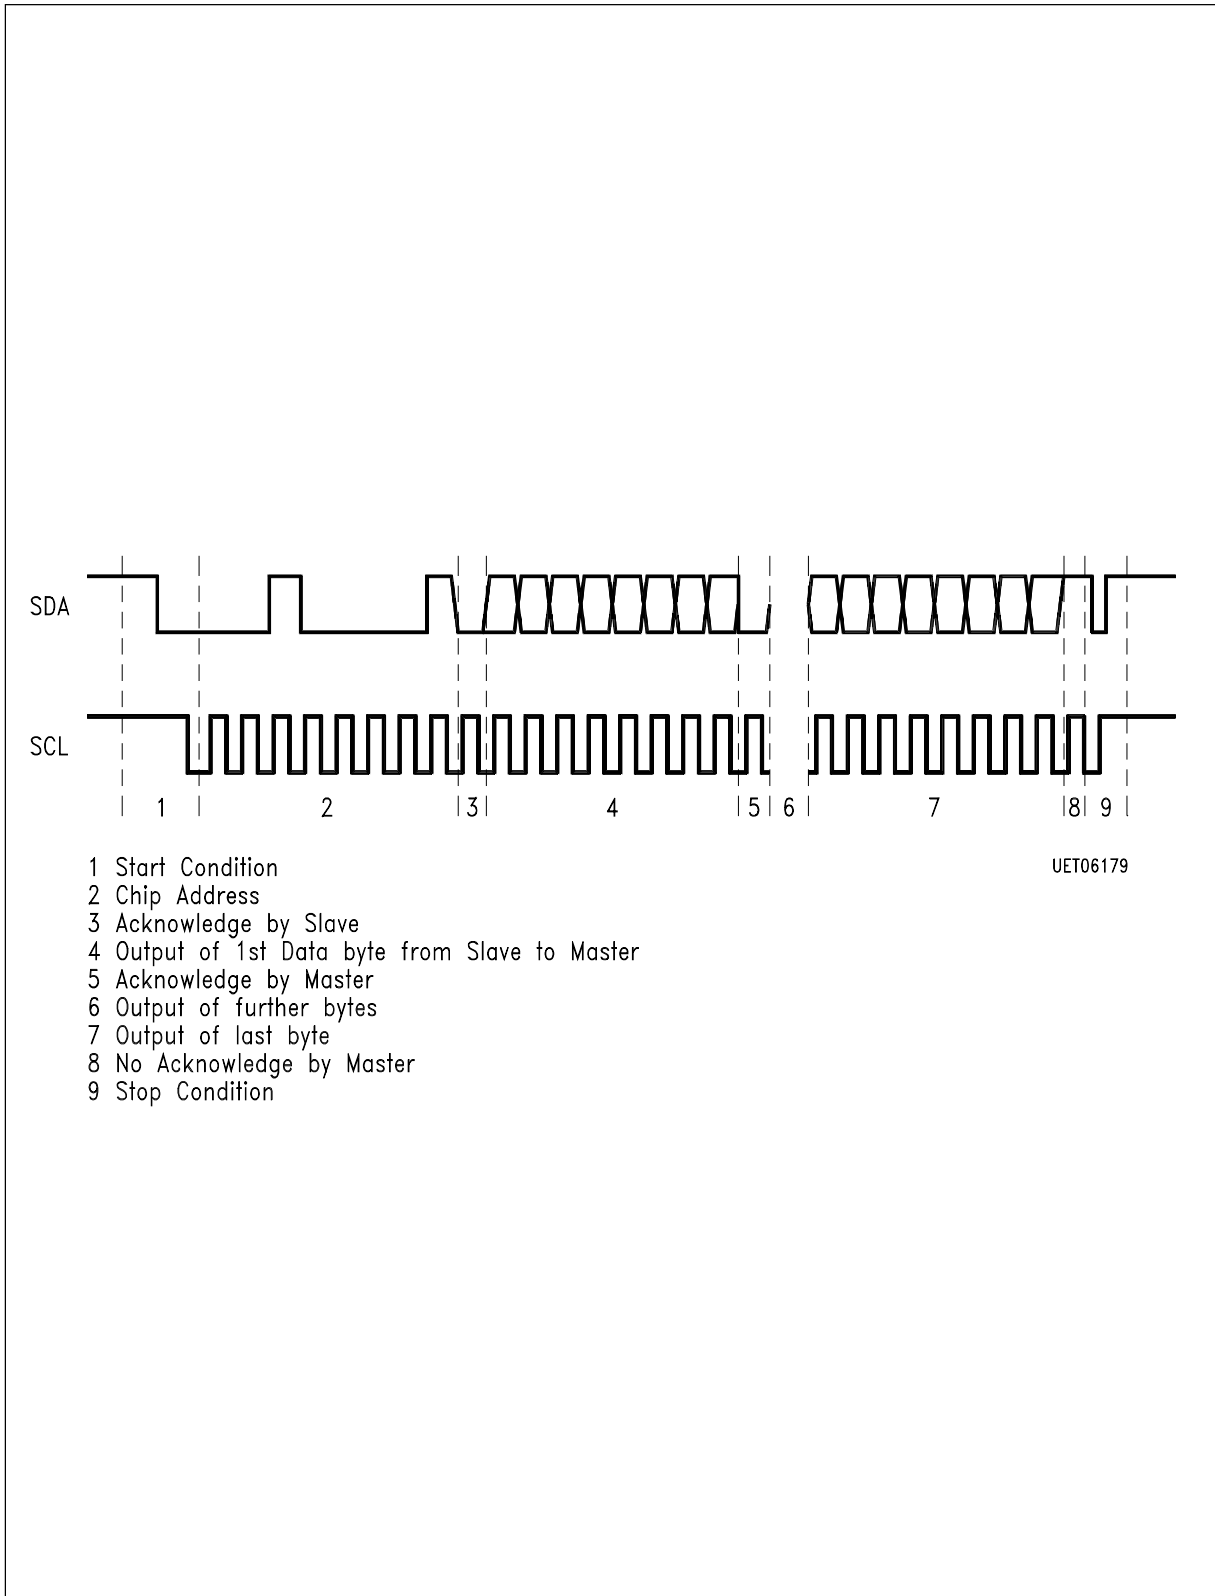 SDA
SCL
1 2 3 4 5 6 7 8 9
1 Start Condition
UET06179
2 Chip Address
3 Acknowledge by Slave
4 Output of 1st Data byte from Slave to Master
5 Acknowledge by Master
6 Output of further bytes
7 Output of last byte
8 No Acknowledge by Master
9 Stop Condition